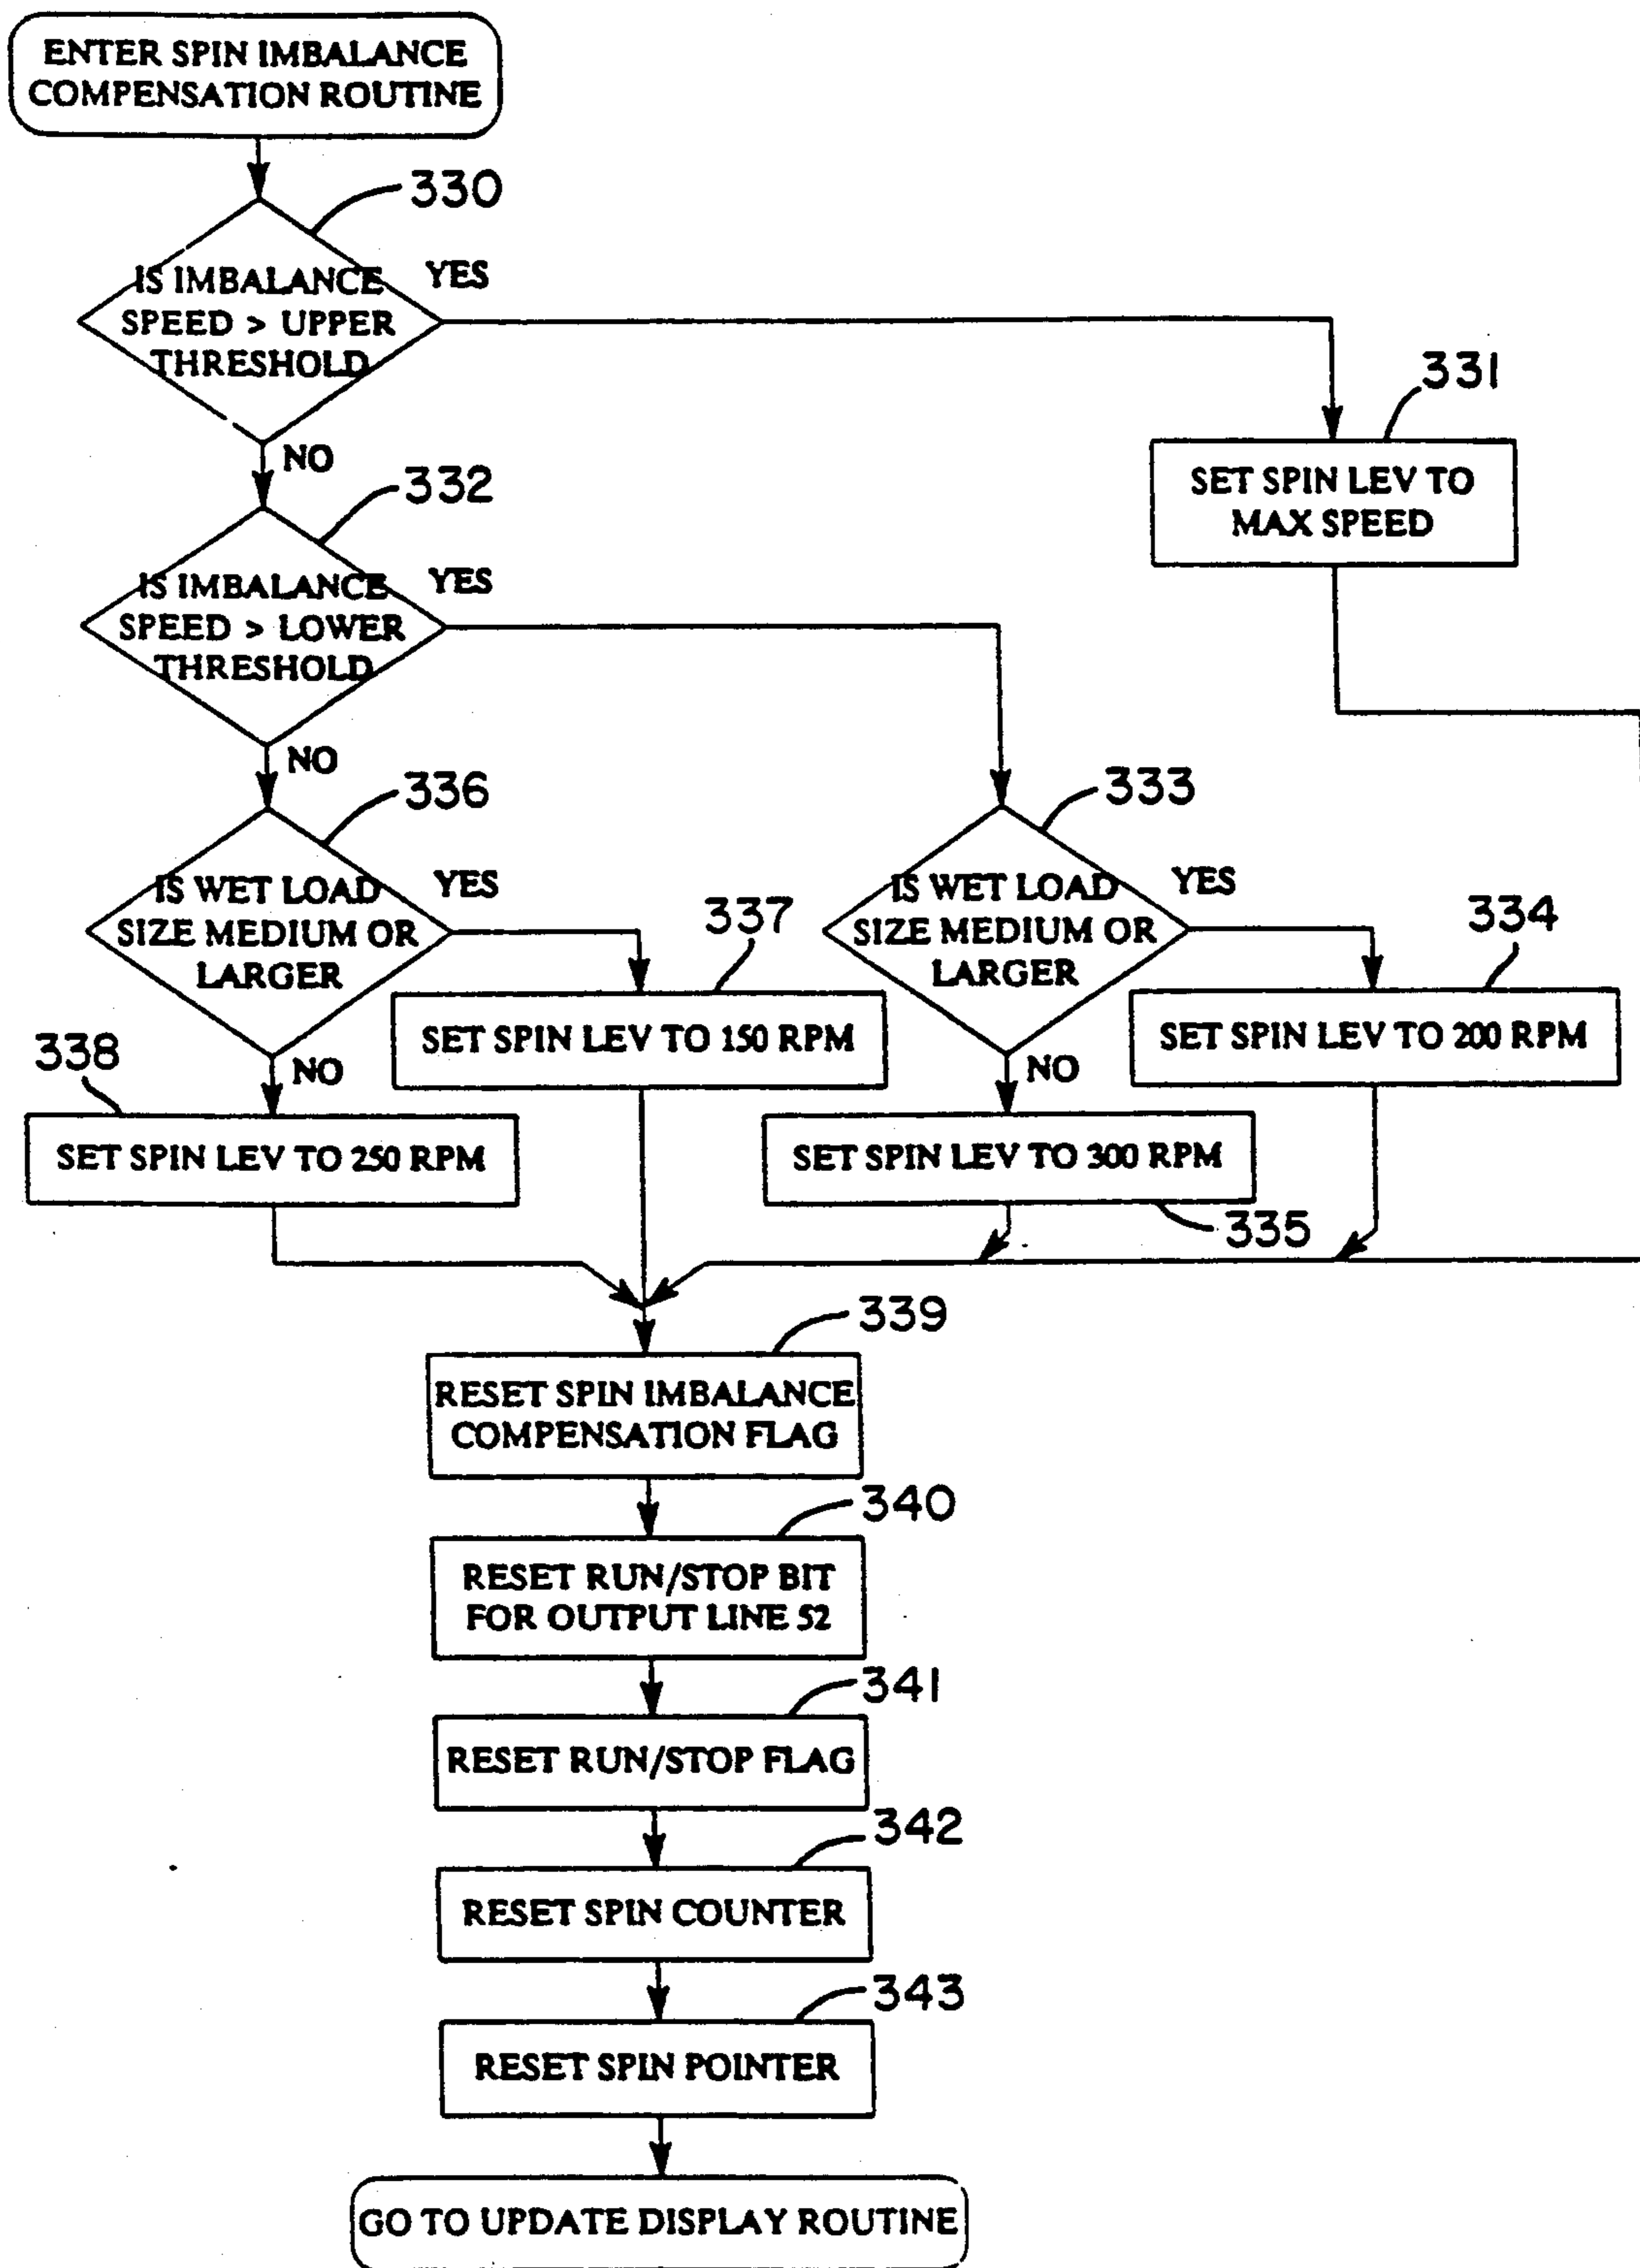 ENTER SPIN IMBALANCE
COMPENSATION ROUTINE
330
IS IMBALANCE
SPEED > UPPER
THRESHOLD
YES
NO
331
SET SPIN LEV TO
MAX SPEED
332
IS IMBALANCE
SPEED > LOWER
THRESHOLD
YES
NO
336
IS WET LOAD
SIZE MEDIUM OR
LARGER
YES
NO
337
SET SPIN LEV TO 150 RPM
338
SET SPIN LEV TO 250 RPM
333
IS WET LOAD
SIZE MEDIUM OR
LARGER
YES
NO
334
SET SPIN LEV TO 200 RPM
SET SPIN LEV TO 300 RPM
335
339
RESET SPIN IMBALANCE
COMPENSATION FLAG
340
RESET RUN/STOP BIT
FOR OUTPUT LINE 52
341
RESET RUN/STOP FLAG
342
RESET SPIN COUNTER
343
RESET SPIN POINTER
GO TO UPDATE DISPLAY ROUTINE